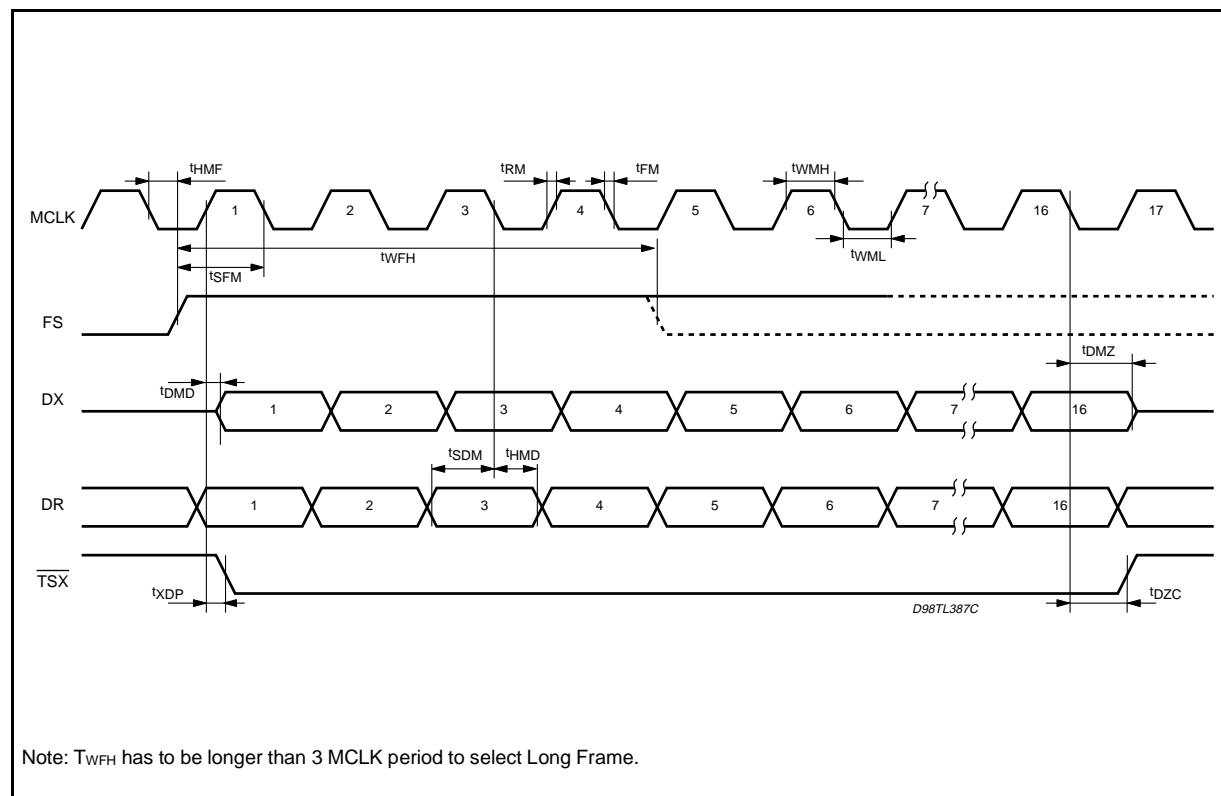 tHMF tRM tFM tWMH
MCLK 1 2 3 4 5 6 7 16 17
tWFH tWML
tSFM
FS
tDMZ
tDMD
DX 1 2 3 4 5 6 7 16
tSDM tHMD
DR 1 2 3 4 5 6 7 16
TSX
tXDP tDZC
D98TL387C
Note: TWFH has to be longer than 3 MCLK period to select Long Frame.